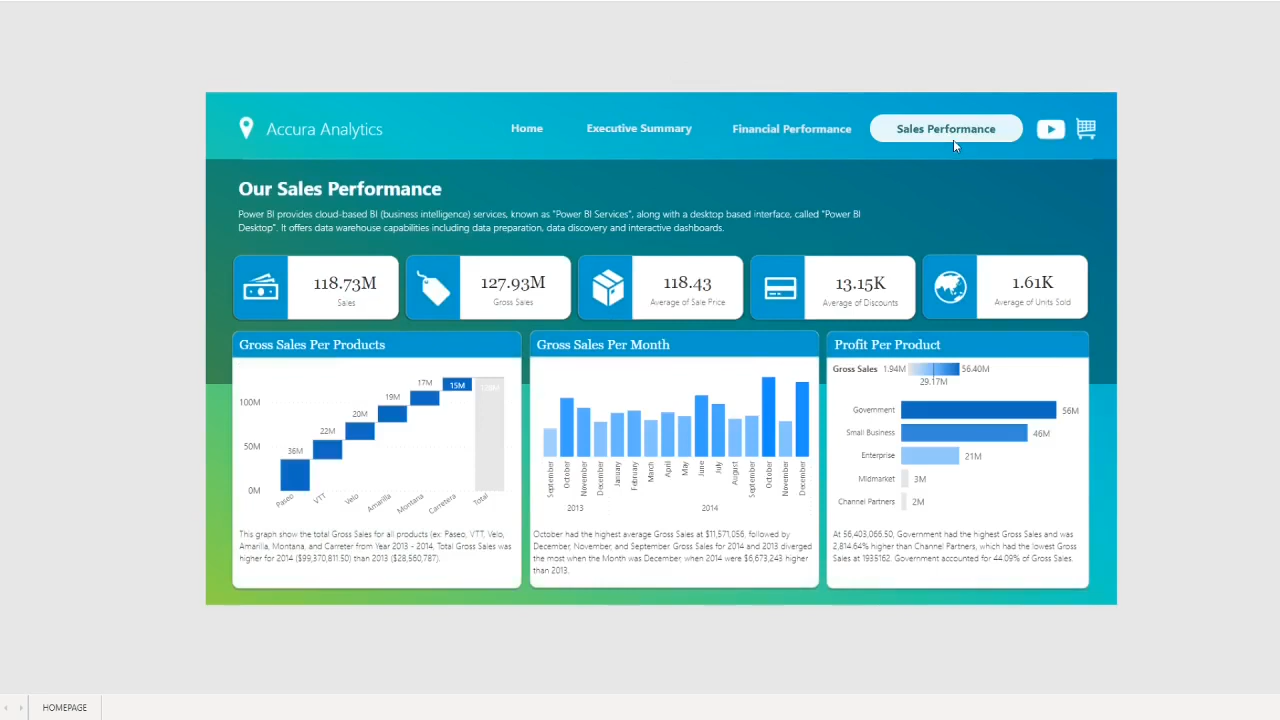 Accura Analytics
Home
Executive Summary
Financial Performance
Sales Performance
Our Sales Performance
Power BI provides cloud-based BI (business intelligence) services, known as "Power BI Services", along with a desktop based interface, called "Power BI
Desktop". It offers data warehouse capabilities including data preparation, data discovery and interactive dashboards.
118.73M
Sales
127.93M
Gross Sales
118.43
Average of Sale Price
13.15K
Average of Discounts
1.61K
Average of Units Sold
Gross Sales Per Products
100M
50M
0M
36M
22M
20M
19M
17M
15M
Paseo
VTT
Velo
Amarilla
Montana
Carretera
Total
This graph show the total Gross Sales for all products (ex: Paseo, VTT, Velo,
Amarilla, Montana, and Carreter from Year 2013 - 2014. Total Gross Sales was
higher for 2014 ($99,370,811.50) than 2013 ($28,560,787).
Gross Sales Per Month
September
October
November
December
January
February
March
April
May
June
July
August
September
October
November
December
2013
2014
October had the highest average Gross Sales at $11,571,056, followed by
December, November, and September. Gross Sales for 2014 and 2013 diverged
the most when the Month was December, when 2014 were $6,673,243 higher
than 2013.
Profit Per Product
Gross Sales 1.94M 56.40M
29.17M
Government 56M
Small Business 46M
Enterprise 21M
Midmarket 3M
Channel Partners 2M
At 56,403,066.50, Government had the highest Gross Sales and was
2,814.64% higher than Channel Partners, which had the lowest Gross
Sales at 1935162. Government accounted for 44.09% of Gross Sales.
HOMEPAGE